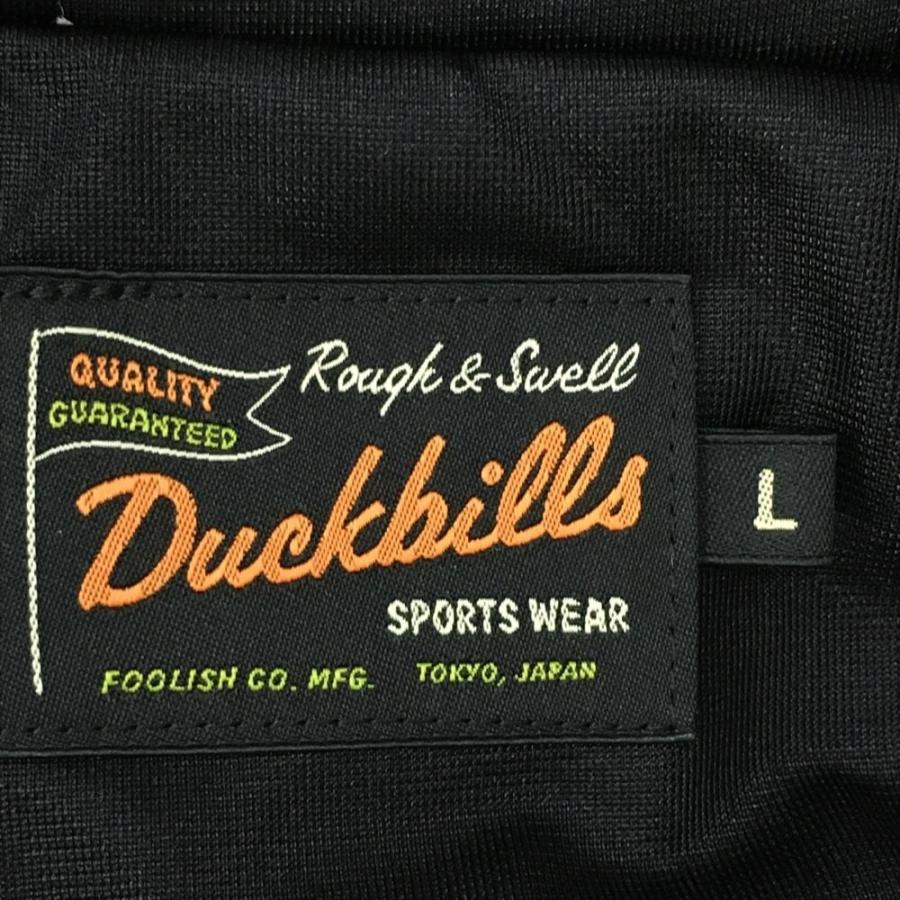 Rough & Swell
QUALITY
GUARANTEED
Duckbills
L
SPORTS WEAR
FOOLISH CO. MFG. TOKYO, JAPAN